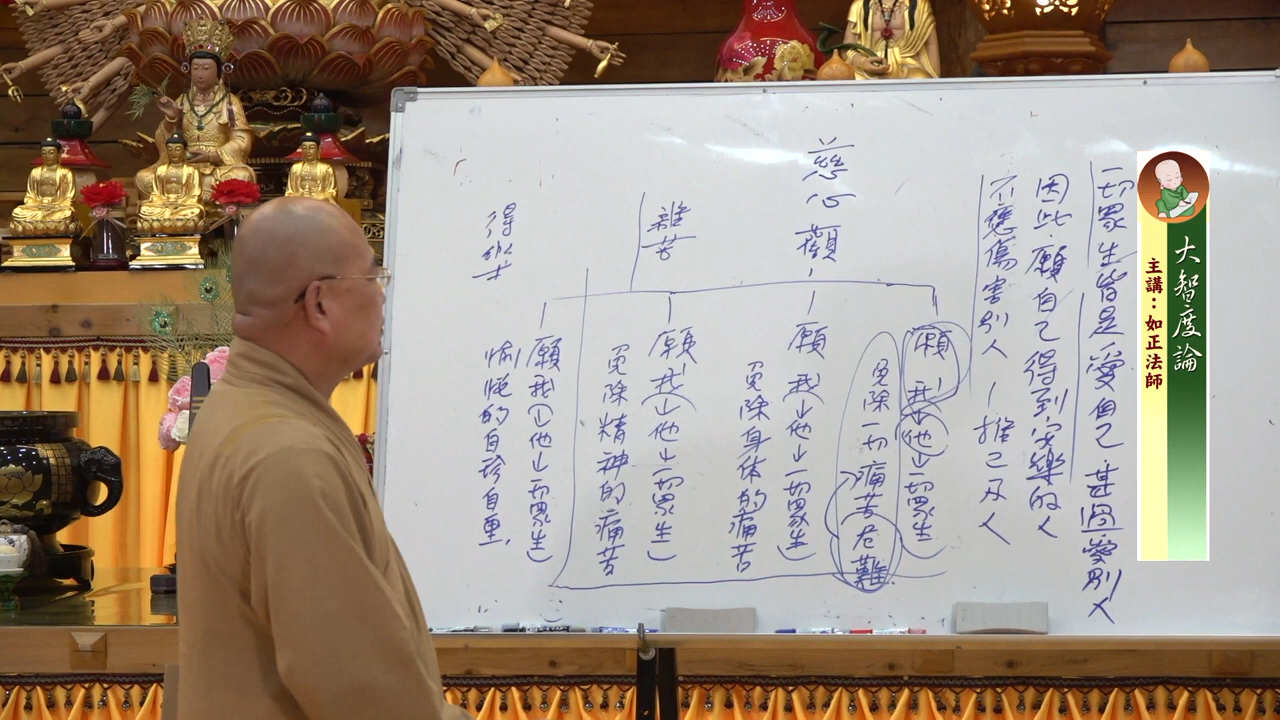 大智度論
主講：如正法師
一切眾生皆是愛自己甚過愛別人
因此，願自己得到安樂的人
不應傷害別人—推己及人
慈心觀
願我（他）（一切眾生）
免除一切痛苦危難
願我（他）（一切眾生）
免除身体的痛苦
離苦
願我（他）（一切眾生）
免除精神的痛苦
得樂
願我（他）（一切眾生）
愉悅的自珍自重.